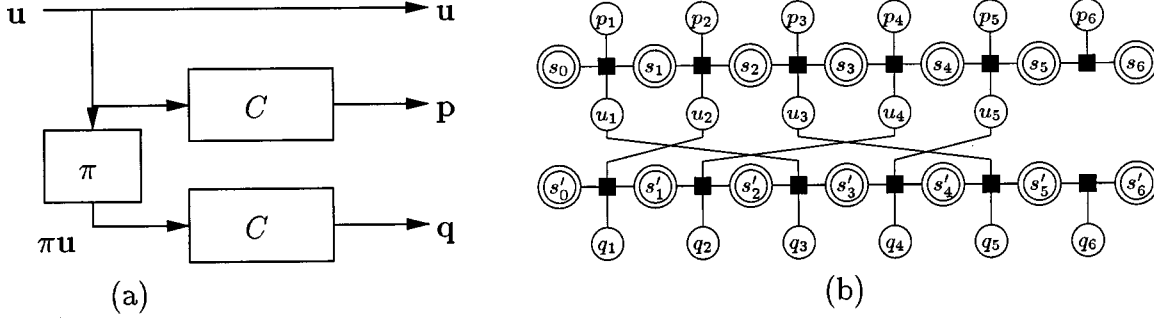 u u
C p
π
C q
πu
(a)
p₁ p₂ p₃ p₄ p₅ p₆
s₀ s₁ s₂ s₃ s₄ s₅ s₆
u₁ u₂ u₃ u₄ u₅
s′₀ s′₁ s′₂ s′₃ s′₄ s′₅ s′₆
q₁ q₂ q₃ q₄ q₅ q₆
(b)